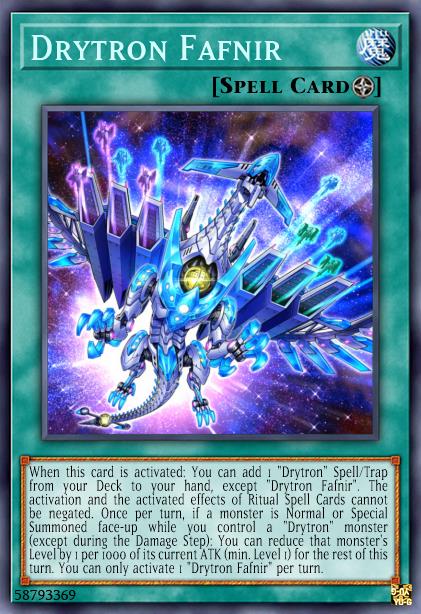 DRYTRON FAFNIR
魔
[SPELL CARD]
When this card is activated: You can add 1 "Drytron" Spell/Trap
from your Deck to your hand, except "Drytron Fafnir". The
activation and the activated effects of Ritual Spell Cards cannot
be negated. Once per turn, if a monster is Normal or Special
Summoned face-up while you control a "Drytron" monster
(except during the Damage Step): You can reduce that monster's
Level by 1 per 1000 of its current ATK (min. Level 1) for the rest of this
turn. You can only activate 1 "Drytron Fafnir" per turn.
58793369